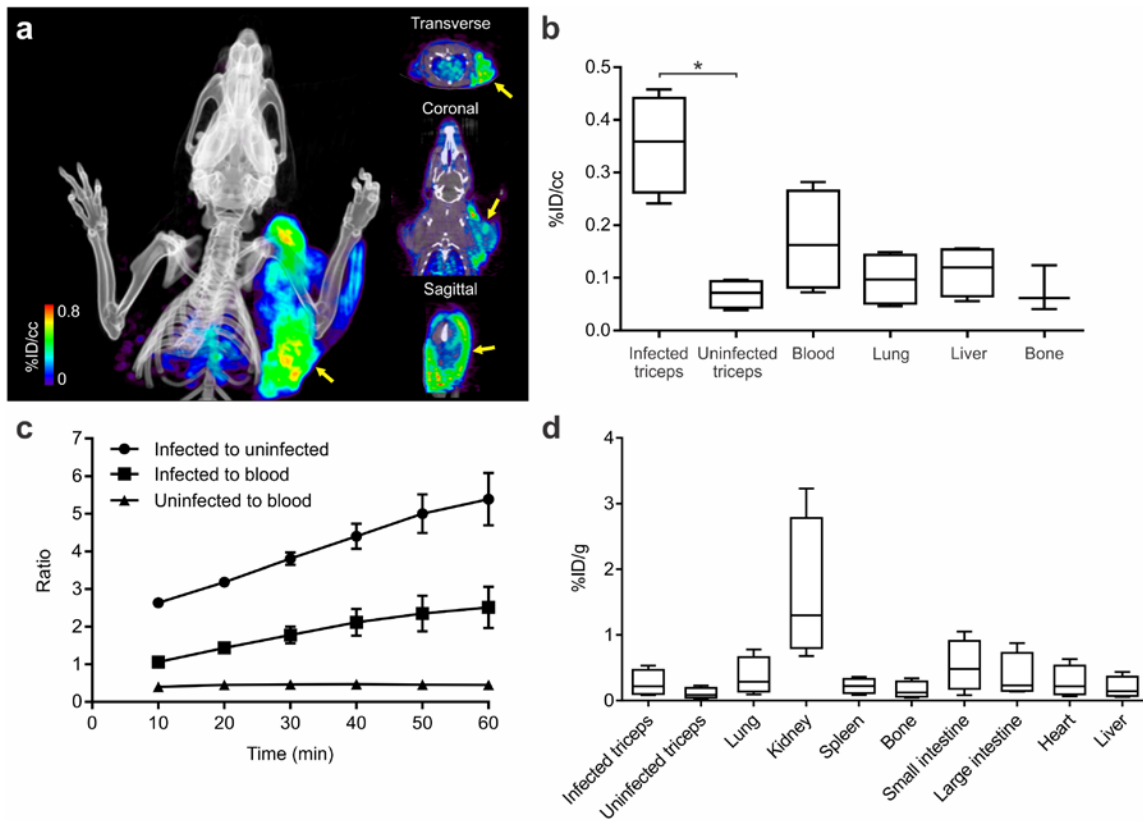 a
Transverse
Coronal
Sagittal
%ID/cc
0.8
0
b
%ID/cc
0.5
0.4
0.3
0.2
0.1
0.0
*
Infected triceps
Uninfected triceps
Blood
Lung
Liver
Bone
c
Ratio
7
6
5
4
3
2
1
0
Infected to uninfected
Infected to blood
Uninfected to blood
0 10 20 30 40 50 60
Time (min)
d
%ID/g
4
3
2
1
0
Infected triceps
Uninfected triceps
Lung
Kidney
Spleen
Bone
Small intestine
Large intestine
Heart
Liver